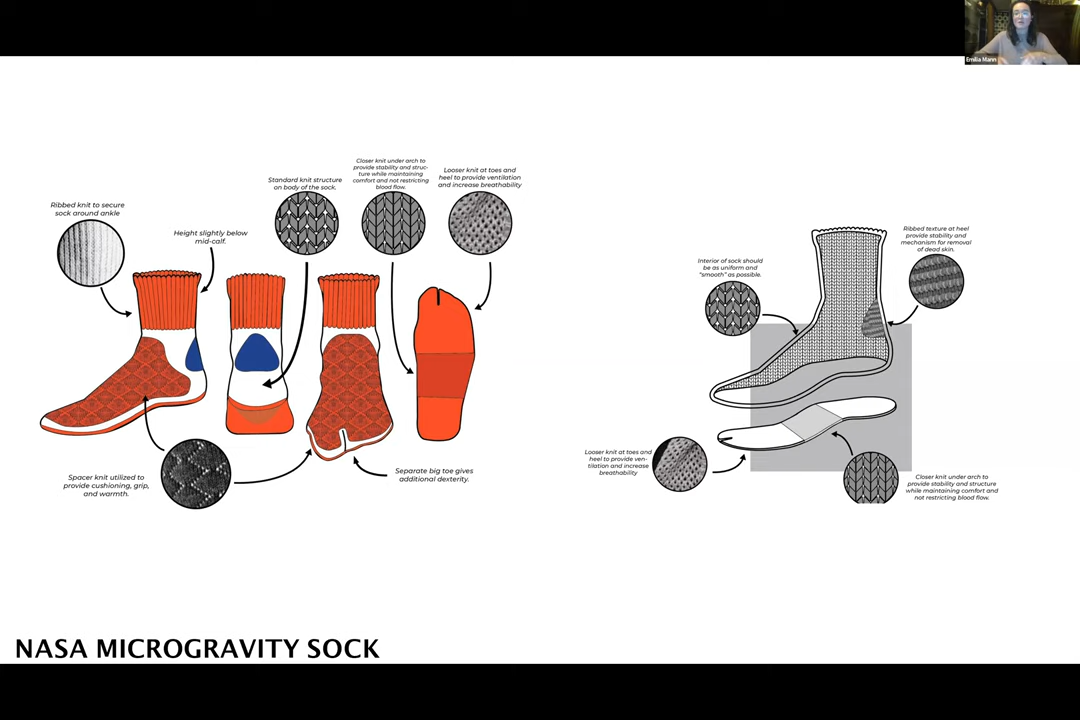 Emilia Mann
Closer knit under arch to
provide stability and struc-
ture while maintaining
comfort and not restricting
blood flow.
Standard knit structure
on body of the sock.
Looser knit at toes and
heel to provide ventilation
and increase breathability
Ribbed knit to secure
sock around ankle
Height slightly below
mid-calf.
Spacer knit utilized to
provide cushioning, grip,
and warmth.
Separate big toe gives
additional dexterity.
Ribbed texture at heel
provide stability and
mechanism for removal
of dead skin.
Interior of sock should
be as uniform and
"smooth" as possible.
Looser knit at toes and
heel to provide ven-
tilation and increase
breathability
Closer knit under arch to
provide stability and structure
while maintaining comfort and
not restricting blood flow.
NASA MICROGRAVITY SOCK